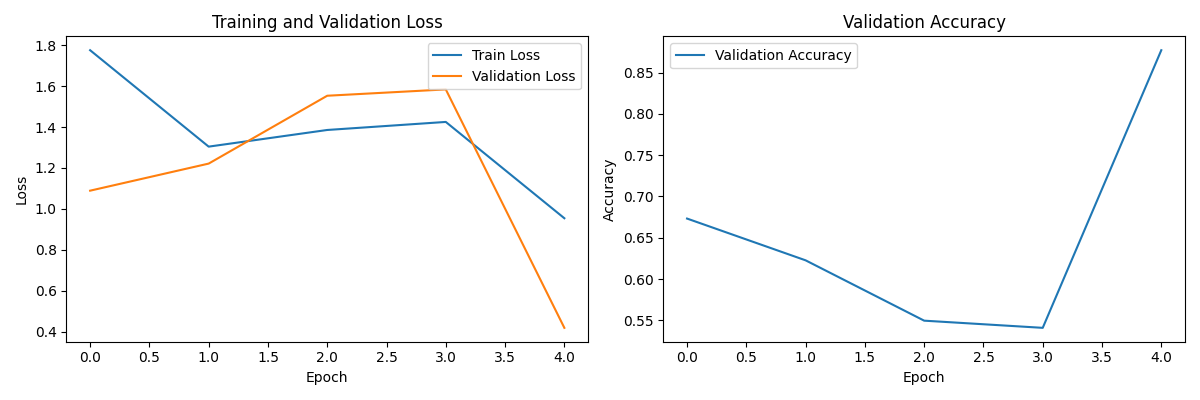 Training and Validation Loss
Train Loss
Validation Loss
1.8
1.6
1.4
1.2
1.0
0.8
0.6
0.4
Loss
0.0 0.5 1.0 1.5 2.0 2.5 3.0 3.5 4.0
Epoch
Validation Accuracy
Validation Accuracy
0.85
0.80
0.75
0.70
0.65
0.60
0.55
Accuracy
0.0 0.5 1.0 1.5 2.0 2.5 3.0 3.5 4.0
Epoch